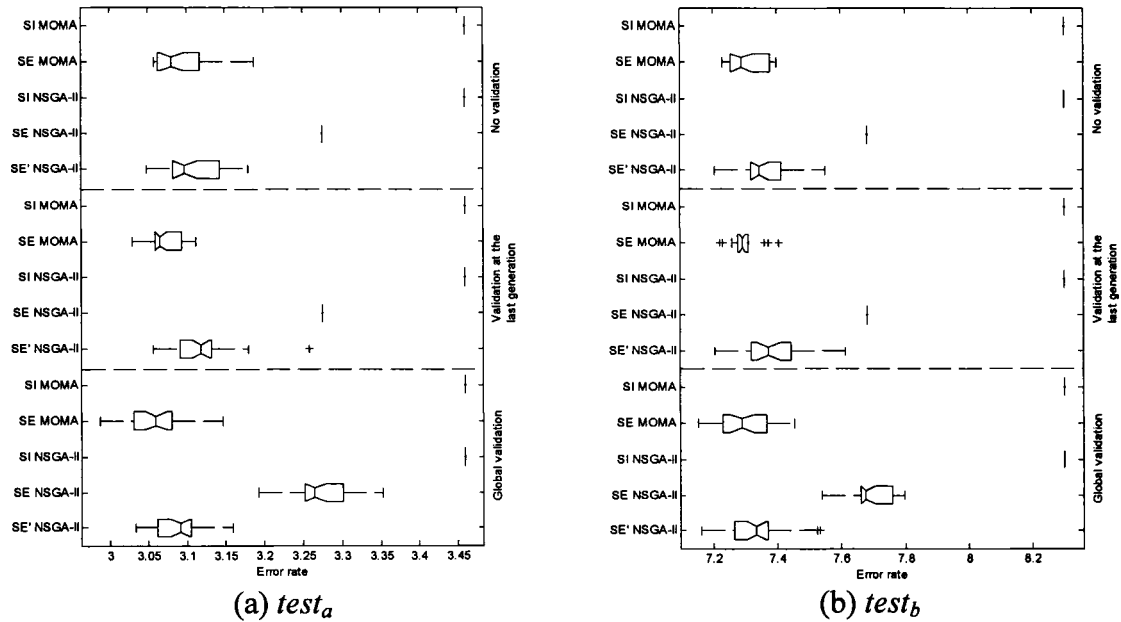 SI MOMA
SE MOMA
SI NSGA-II
SE NSGA-II
SE' NSGA-II
No validation
SI MOMA
SE MOMA
SI NSGA-II
SE NSGA-II
SE' NSGA-II
Validation at the
last generation
SI MOMA
SE MOMA
SI NSGA-II
SE NSGA-II
SE' NSGA-II
Global validation
3 3.05 3.1 3.15 3.2 3.25 3.3 3.35 3.4 3.45
Error rate
(a) test_a
SI MOMA
SE MOMA
SI NSGA-II
SE NSGA-II
SE' NSGA-II
No validation
SI MOMA
SE MOMA
SI NSGA-II
SE NSGA-II
SE' NSGA-II
Validation at the
last generation
SI MOMA
SE MOMA
SI NSGA-II
SE NSGA-II
SE' NSGA-II
Global validation
7.2 7.4 7.6 7.8 8 8.2
Error rate
(b) test_b